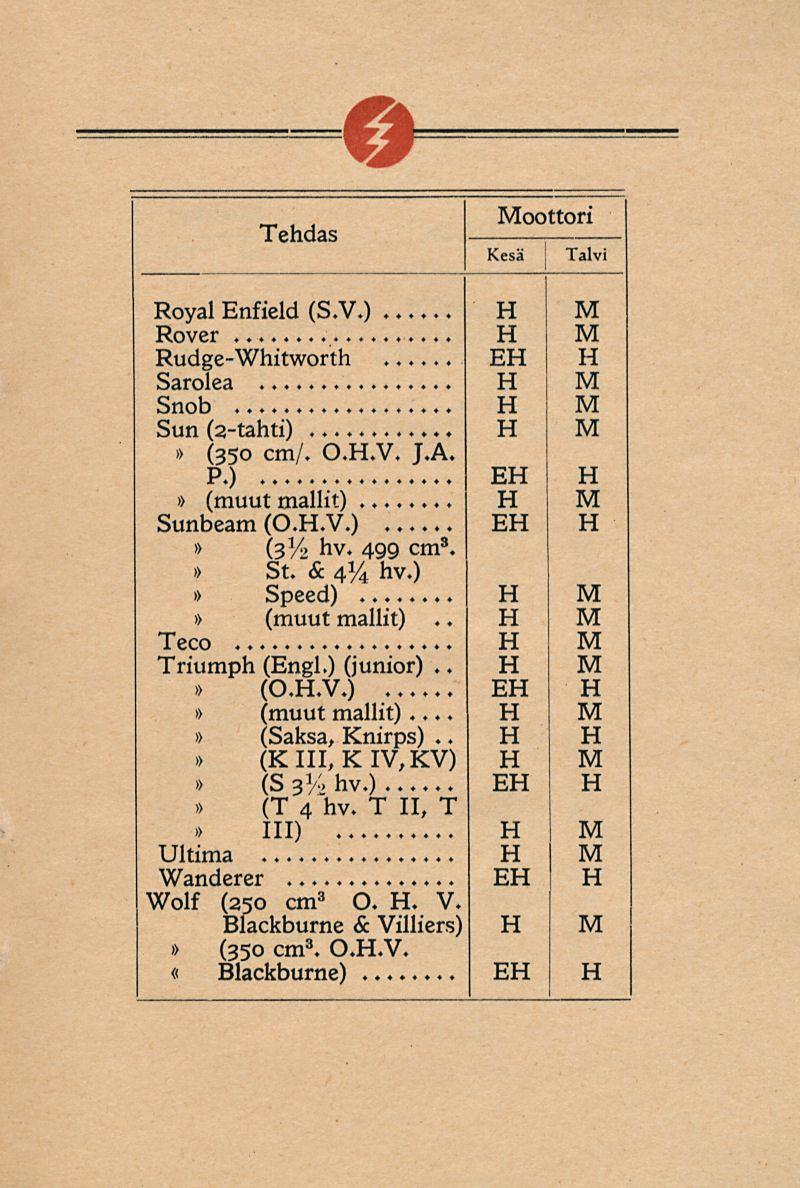 Tehdas Moottori
Kesä Talvi
Royal Enfield (S.V.) ...... H M
Rover .................. H M
Rudge-Whitworth ...... EH H
Sarolea ................ H M
Snob .................. H M
Sun (2-tahti) ............ H M
» (350 cm/. O.H.V. J.A.
P.) ................ EH H
» (muut mallit) ........ H M
Sunbeam (O.H.V.) ...... EH H
» (3½ hv. 499 cm³.
» St. & 4¼ hv.)
» Speed) ........ H M
» (muut mallit) .. H M
Teco .................. H M
Triumph (Engl.) (junior) .. H M
» (O.H.V.) ...... EH H
» (muut mallit) .... H M
» (Saksa, Knirps) .. H H
» (K III, K IV, KV) H M
» (S 3½ hv.) ...... EH H
» (T 4 hv. T II, T
» III) .......... H M
Ultima ................ H M
Wanderer .............. EH H
Wolf (250 cm³ O. H. V.
Blackburne & Villiers) H M
» (350 cm³. O.H.V.
« Blackburne) ........ EH H